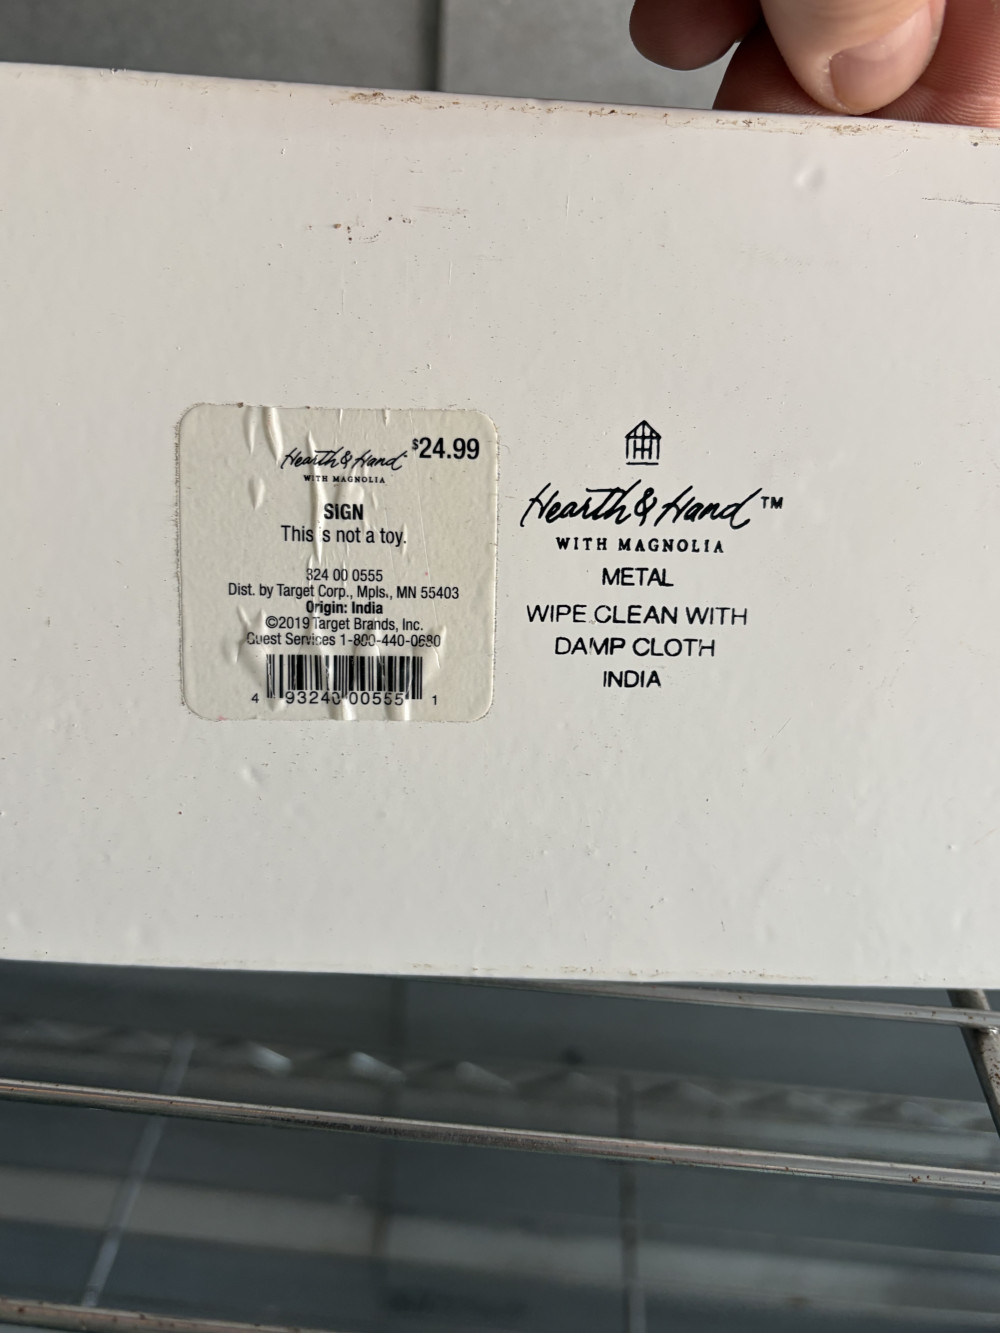 Hearth & Hand $24.99
WITH MAGNOLIA
SIGN
This is not a toy.
324 00 0555
Dist. by Target Corp., Mpls., MN 55403
Origin: India
©2019 Target Brands, Inc.
Guest Services 1-800-440-0680
4 93240 00555 1
Hearth & Hand™
WITH MAGNOLIA
METAL
WIPE CLEAN WITH
DAMP CLOTH
INDIA